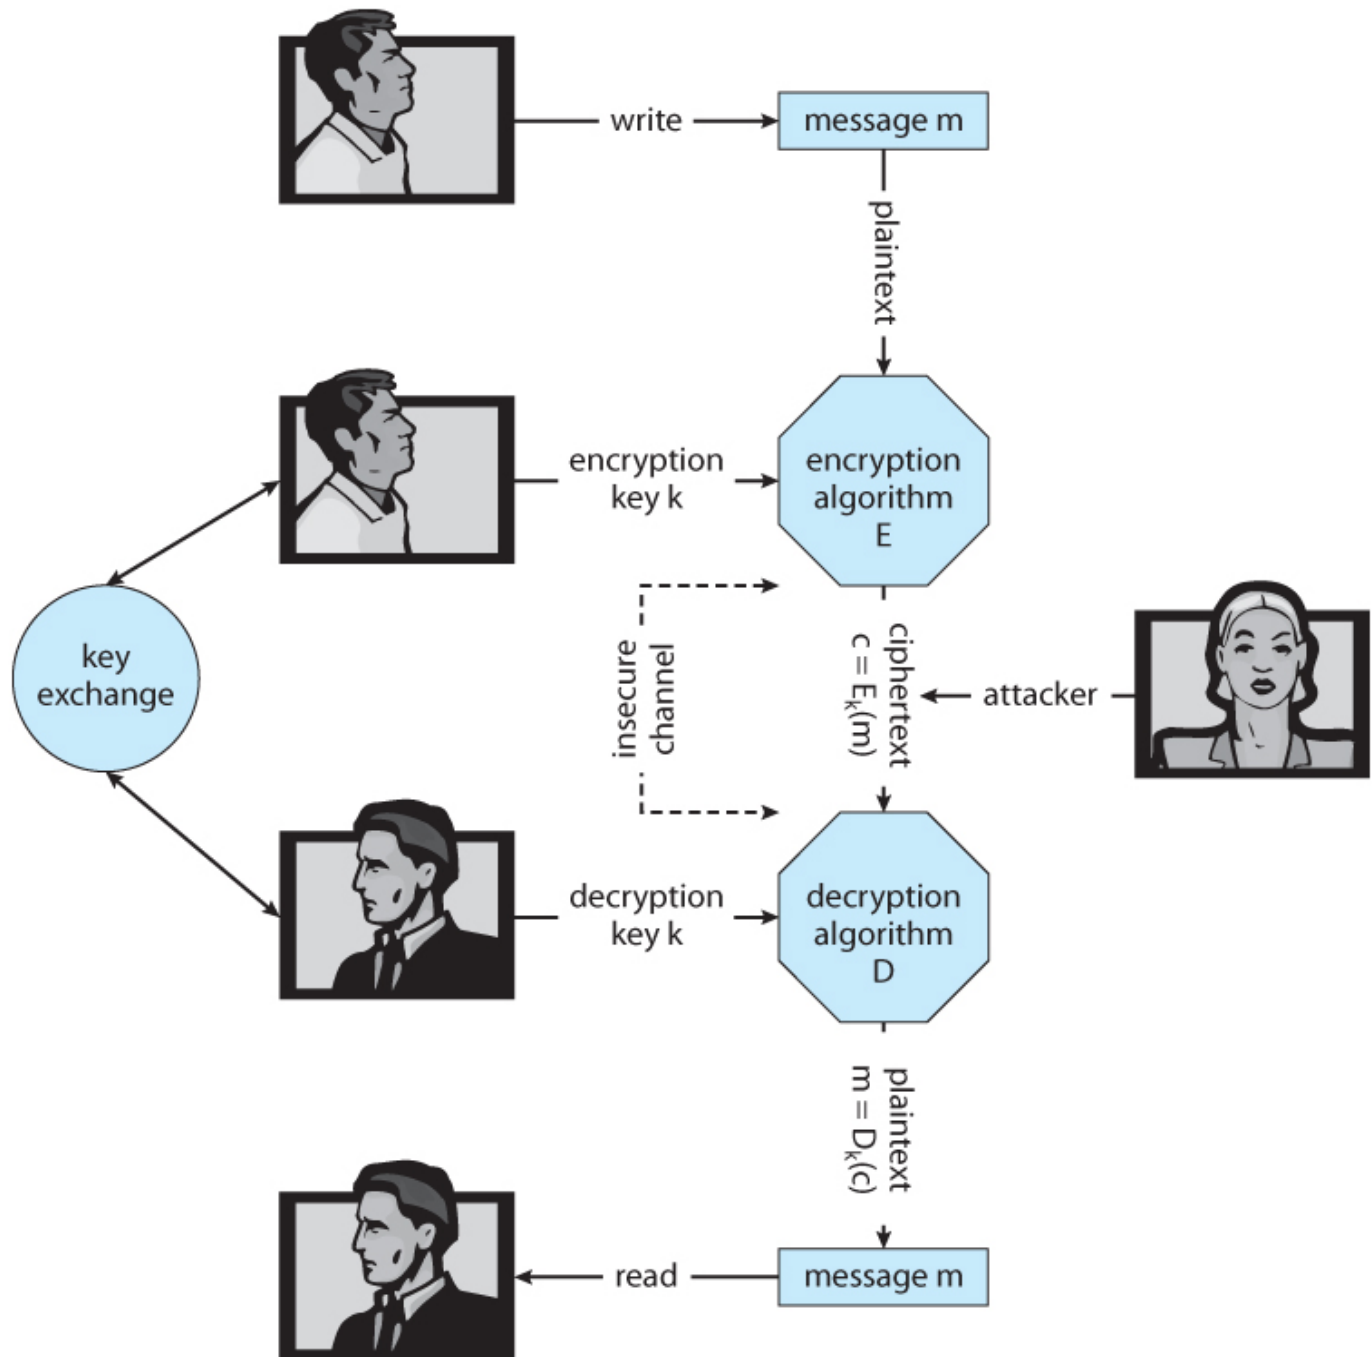 write
message m
plaintext
encryption
key k
encryption
algorithm
E
key
exchange
insecure
channel
ciphertext
c = Eₖ(m)
attacker
decryption
key k
decryption
algorithm
D
plaintext
m = Dₖ(c)
read
message m